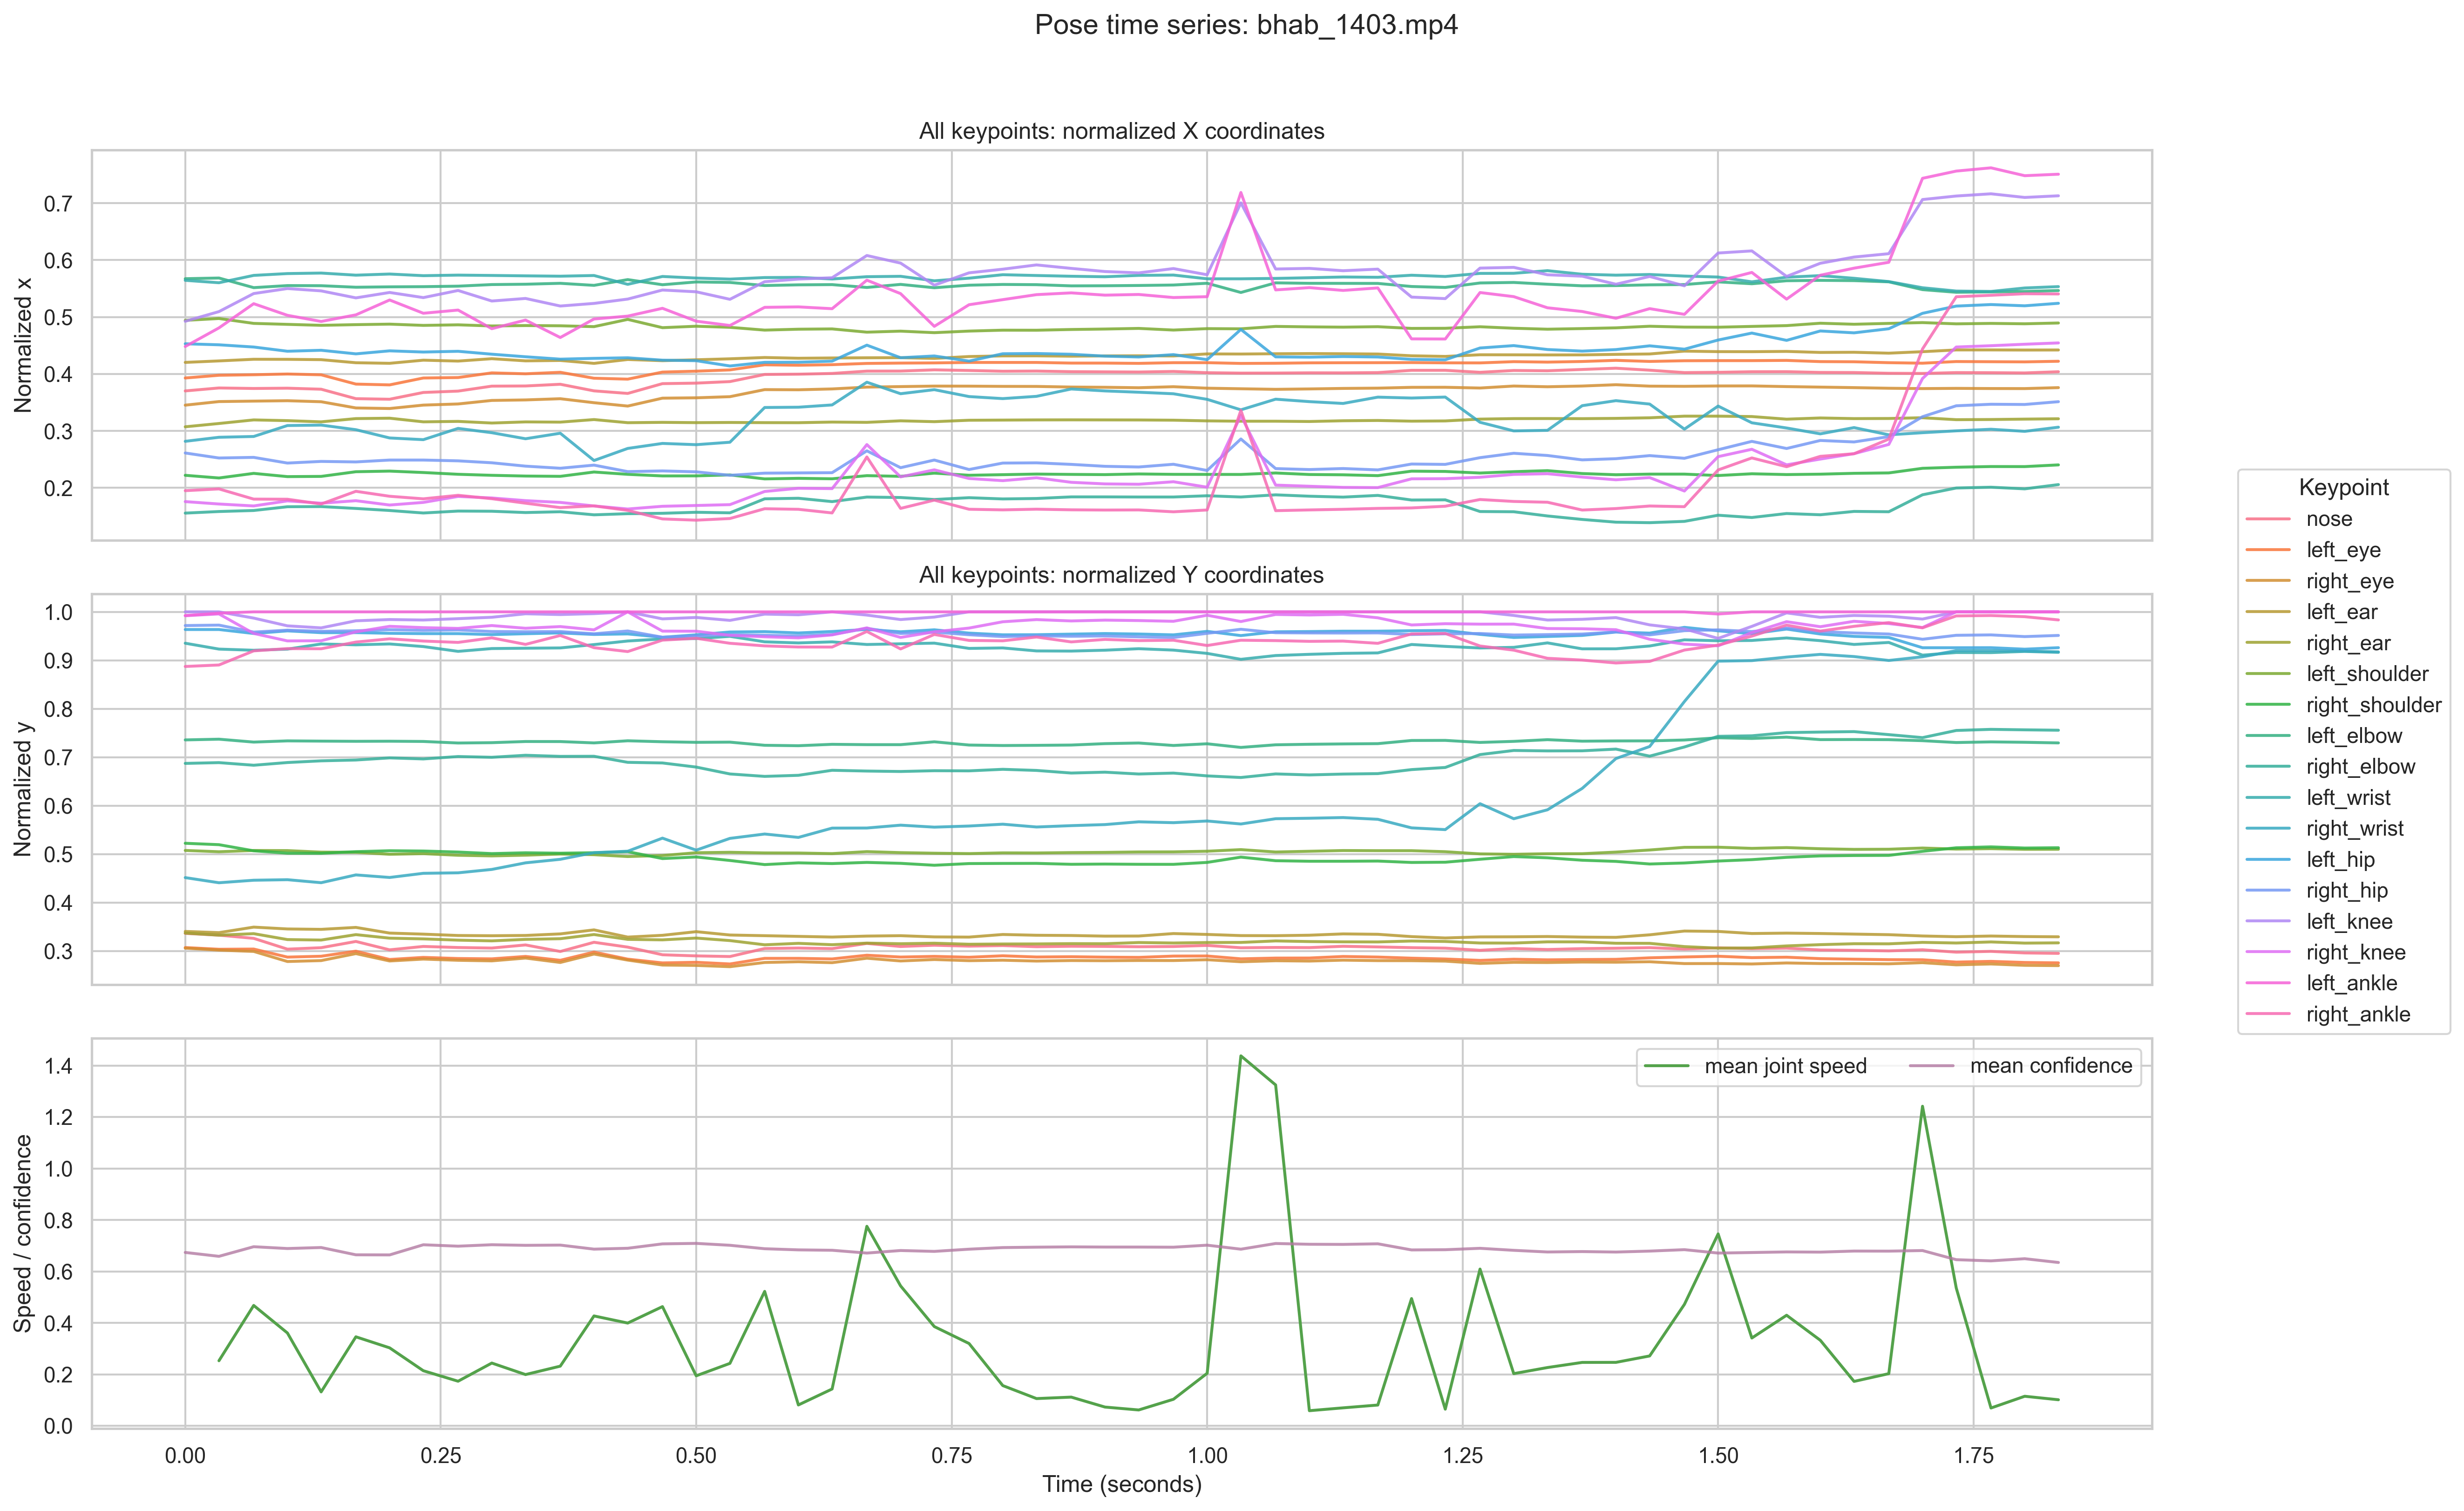 Pose time series: bhab_1403.mp4
All keypoints: normalized X coordinates
Normalized x
0.7
0.6
0.5
0.4
0.3
0.2
All keypoints: normalized Y coordinates
Normalized y
1.0
0.9
0.8
0.7
0.6
0.5
0.4
0.3
Keypoint
nose
left_eye
right_eye
left_ear
right_ear
left_shoulder
right_shoulder
left_elbow
right_elbow
left_wrist
right_wrist
left_hip
right_hip
left_knee
right_knee
left_ankle
right_ankle
mean joint speed mean confidence
Speed / confidence
1.4
1.2
1.0
0.8
0.6
0.4
0.2
0.0
0.00 0.25 0.50 0.75 1.00 1.25 1.50 1.75
Time (seconds)